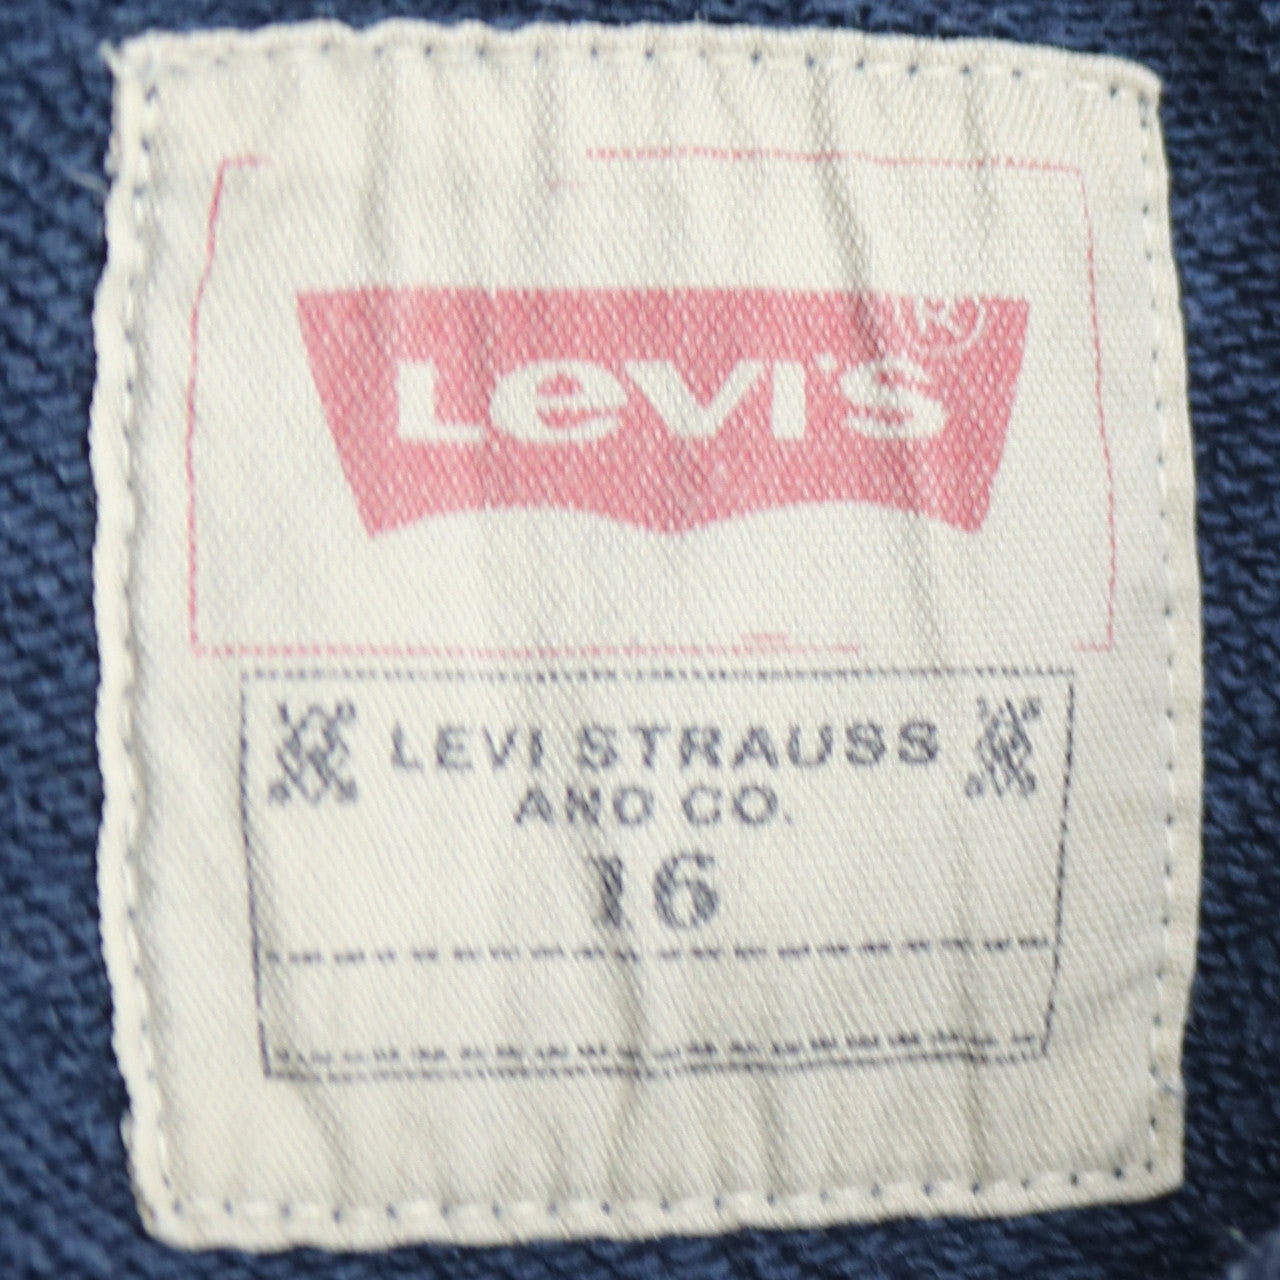 Levi's®
LEVI STRAUSS
AND CO.
16